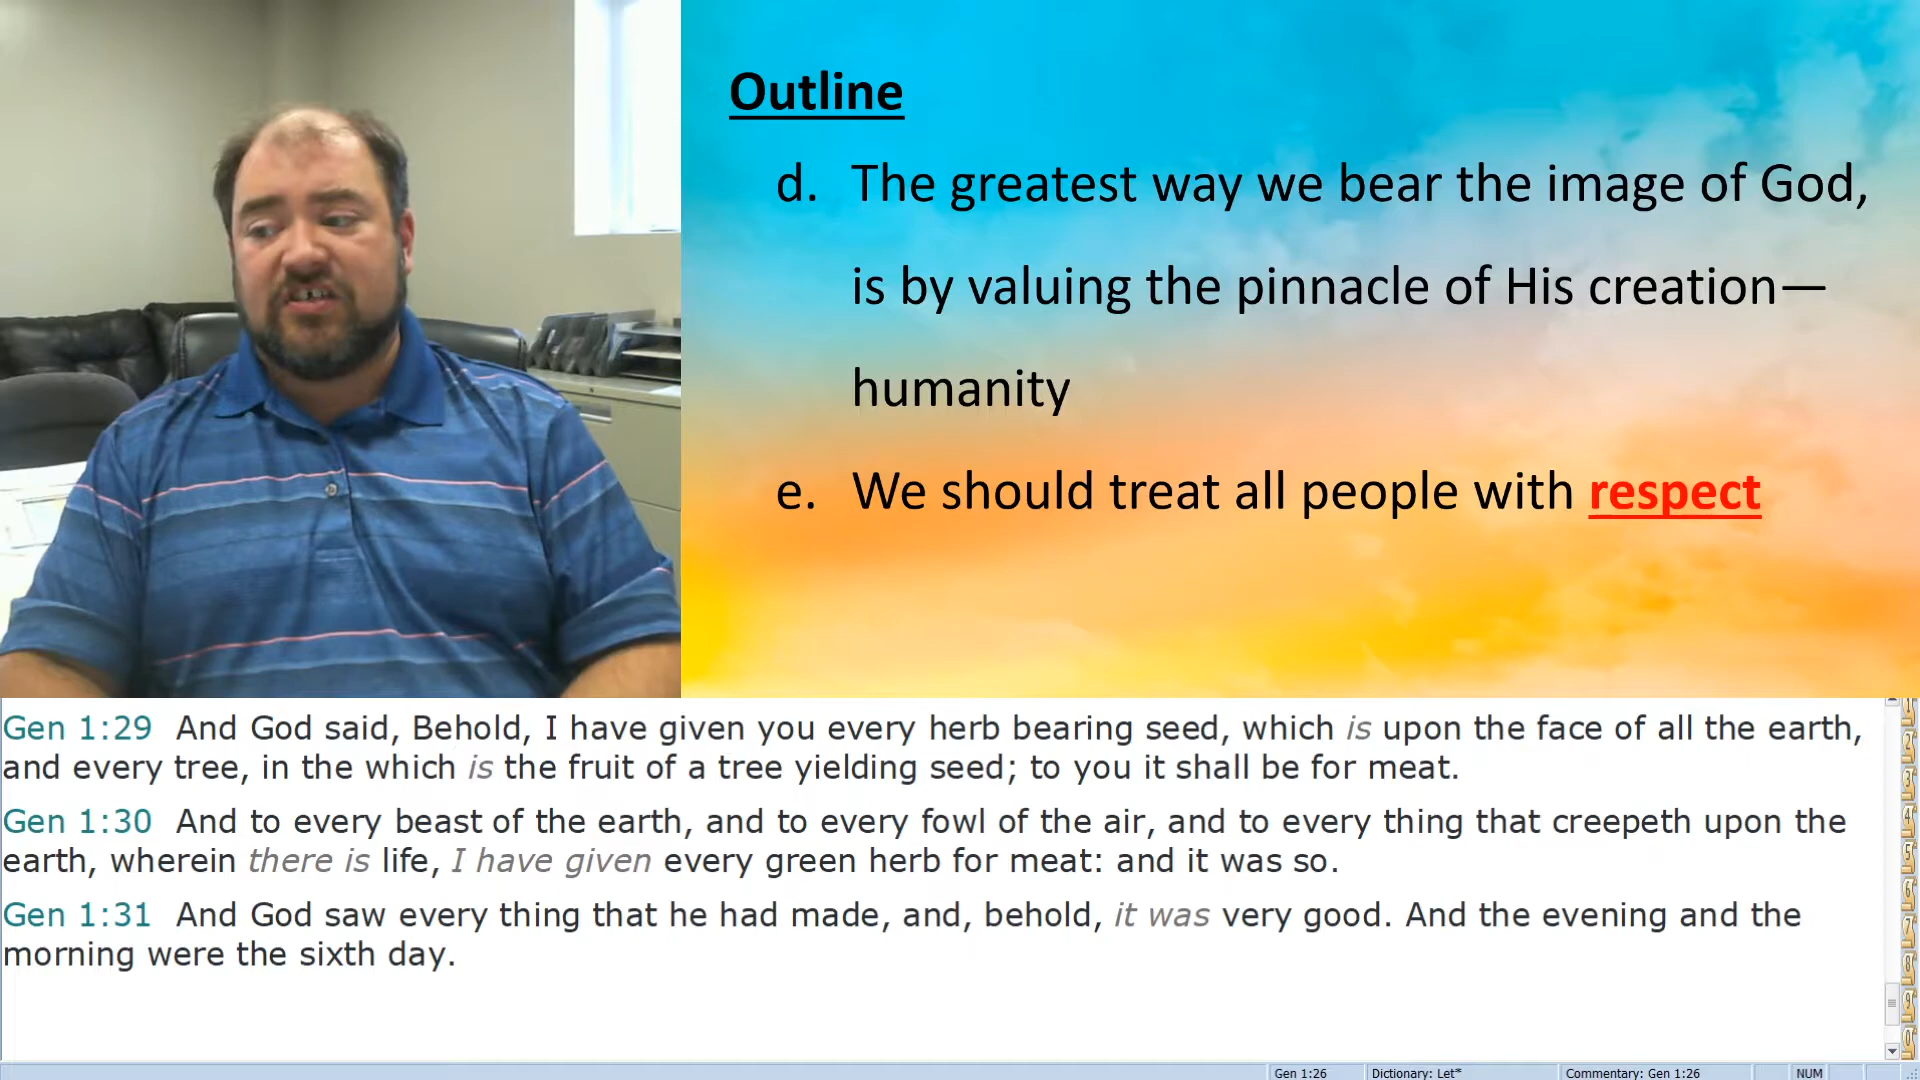 Outline
d. The greatest way we bear the image of God,
is by valuing the pinnacle of His creation—
humanity
e. We should treat all people with respect
Gen 1:29 And God said, Behold, I have given you every herb bearing seed, which is upon the face of all the earth,
and every tree, in the which is the fruit of a tree yielding seed; to you it shall be for meat.
Gen 1:30 And to every beast of the earth, and to every fowl of the air, and to every thing that creepeth upon the
earth, wherein there is life, I have given every green herb for meat: and it was so.
Gen 1:31 And God saw every thing that he had made, and, behold, it was very good. And the evening and the
morning were the sixth day.
Gen 1:26 Dictionary: Let* Commentary: Gen 1:26 NUM